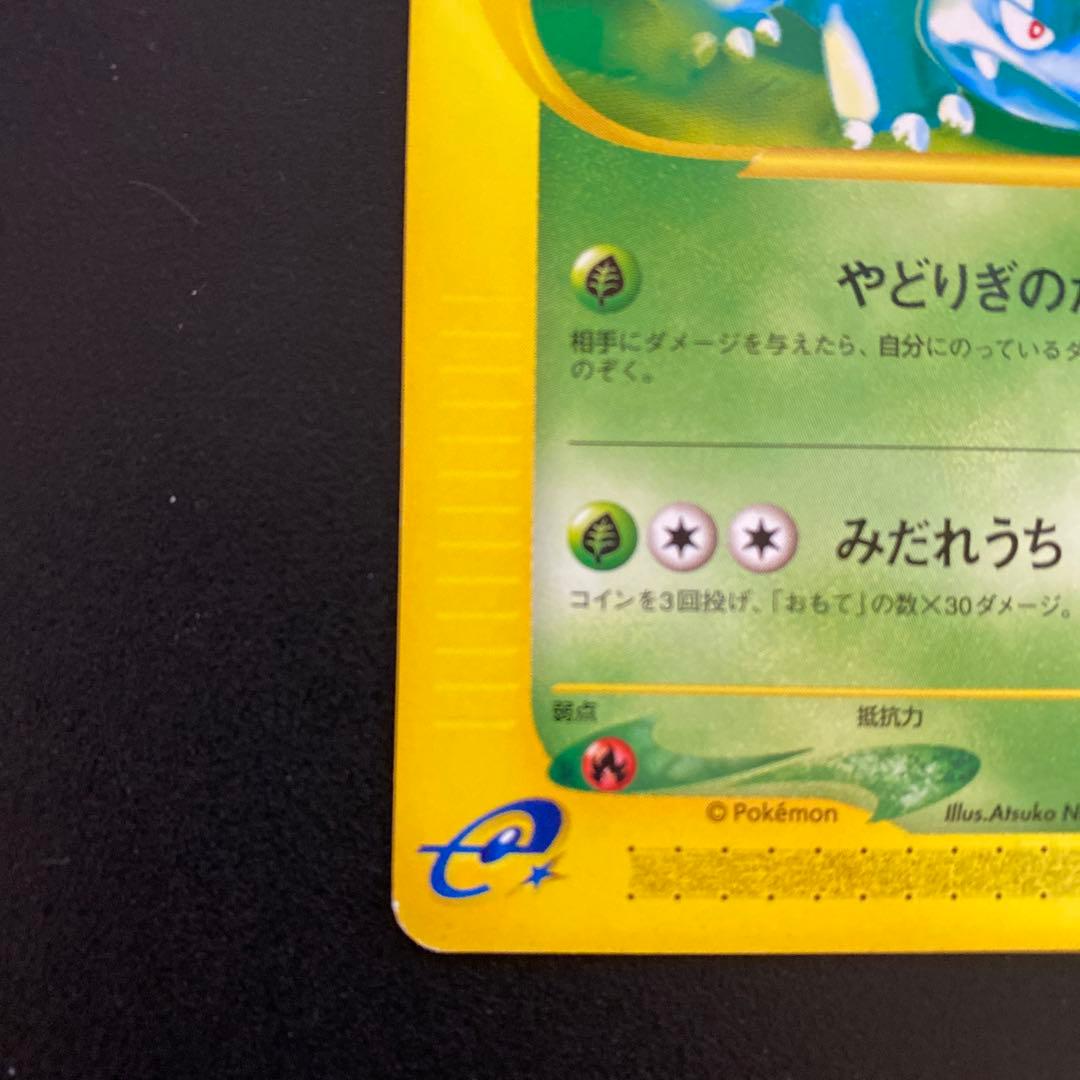 やどりぎの
相手にダメージを与えたら、自分にのっているダ
のぞく。
みだれうち
コインを3回投げ、「おもて」の数×30ダメージ。
弱点
抵抗力
© Pokémon
Illus.Atsuko N